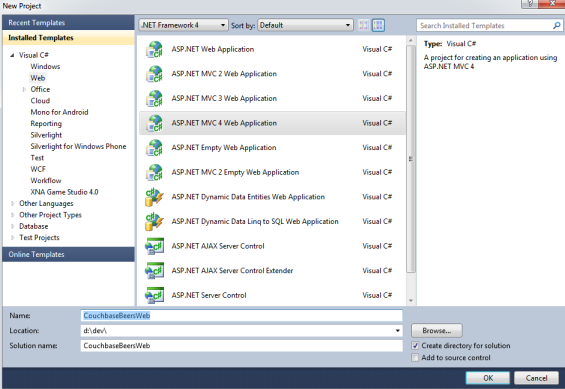 New Project
Recent Templates
.NET Framework 4
Sort by: Default
Search Installed Templates
Installed Templates
Visual C#
Windows
Web
Office
Cloud
Mono for Android
Reporting
Silverlight
Silverlight for Windows Phone
Test
WCF
Workflow
XNA Game Studio 4.0
Other Languages
Other Project Types
Database
Test Projects
Online Templates
ASP.NET Web Application Visual C#
ASP.NET MVC 2 Web Application Visual C#
ASP.NET MVC 3 Web Application Visual C#
ASP.NET MVC 4 Web Application Visual C#
ASP.NET Empty Web Application Visual C#
ASP.NET MVC 2 Empty Web Application Visual C#
ASP.NET Dynamic Data Entities Web Application Visual C#
ASP.NET Dynamic Data Linq to SQL Web Application Visual C#
ASP.NET AJAX Server Control Visual C#
ASP.NET AJAX Server Control Extender Visual C#
ASP.NET Server Control Visual C#
Type: Visual C#
A project for creating an application using
ASP.NET MVC 4
Name: CouchbaseBeersWeb
Location: d:\dev\ Browse...
Solution name: CouchbaseBeersWeb
Create directory for solution
Add to source control
OK Cancel